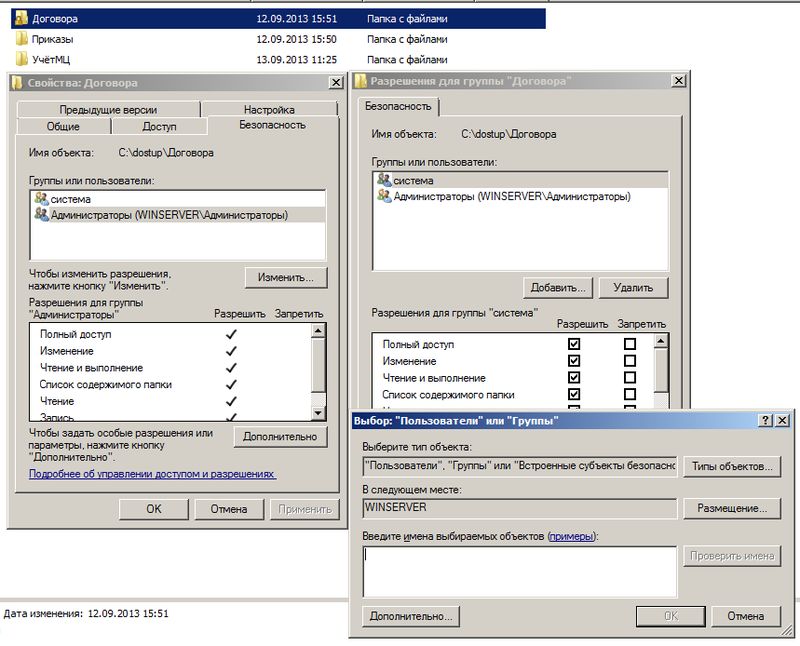 Договора 12.09.2013 15:51 Папка с файлами
Приказы 12.09.2013 15:50 Папка с файлами
УчётМЦ 13.09.2013 11:25 Папка с файлами
Свойства: Договора
Предыдущие версии Настройка
Общие Доступ Безопасность
Имя объекта: C:\dostup\Договора
Группы или пользователи:
система
Администраторы (WINSERVER\Администраторы)
Чтобы изменить разрешения,
нажмите кнопку "Изменить".
Изменить...
Разрешения для группы
"Администраторы"
Разрешить Запретить
Полный доступ
Изменение
Чтение и выполнение
Список содержимого папки
Чтение
Запись
Чтобы задать особые разрешения или
параметры, нажмите кнопку
"Дополнительно".
Дополнительно
Подробнее об управлении доступом и разрешениях
ОК Отмена Применить
Разрешения для группы "Договора"
Безопасность
Имя объекта: C:\dostup\Договора
Группы или пользователи:
система
Администраторы (WINSERVER\Администраторы)
Добавить... Удалить
Разрешения для группы "система"
Разрешить Запретить
Полный доступ
Изменение
Чтение и выполнение
Список содержимого папки
Выбор: "Пользователи" или "Группы"
Выберите тип объекта:
"Пользователи", "Группы" или "Встроенные субъекты безопасно Типы объектов...
В следующем месте:
WINSERVER Размещение...
Введите имена выбираемых объектов (примеры):
Проверить имена
Дополнительно... ОК Отмена
Дата изменения: 12.09.2013 15:51